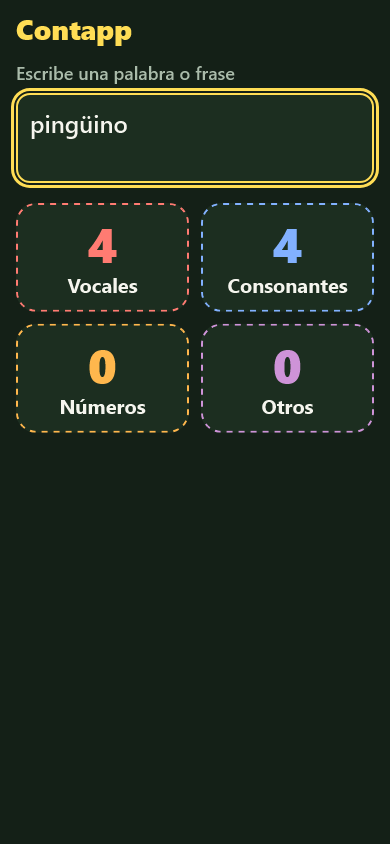 Contapp
Escribe una palabra o frase
pingüino
4
Vocales
4
Consonantes
0
Números
0
Otros